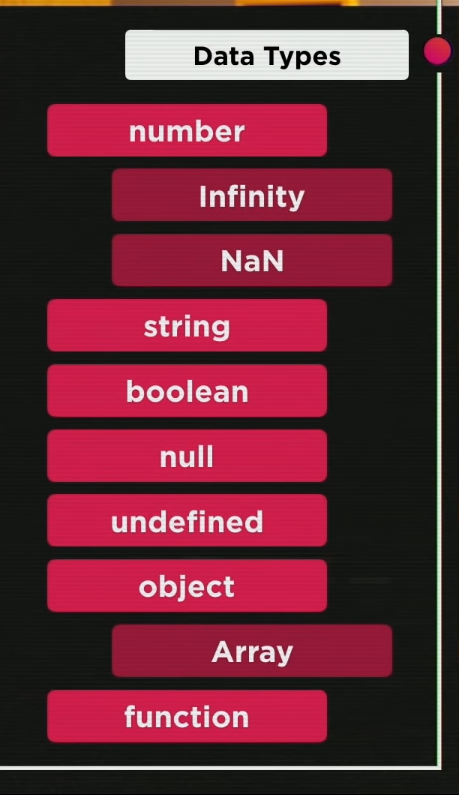 Data Types
number
Infinity
NaN
string
boolean
null
undefined
object
Array
function